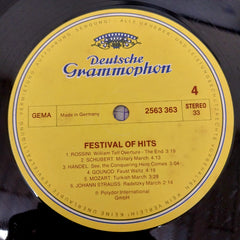 Deutsche
Grammophon
4
GEMA
Made in Germany
2563 363
STEREO
33
FESTIVAL OF HITS
1 ROSSINI: William Tell Overture - The End 3:19
2 SCHUBERT: Military March 4:13
3 HANDEL: See, the Conquering Hero Comes 3:04
4 GOUNOD: Faust Waltz 4:15
5 MOZART: Turkish March 3:29
6 JOHANN STRAUSS: Radetzky March 2:14
℗ Polydor International
GmbH